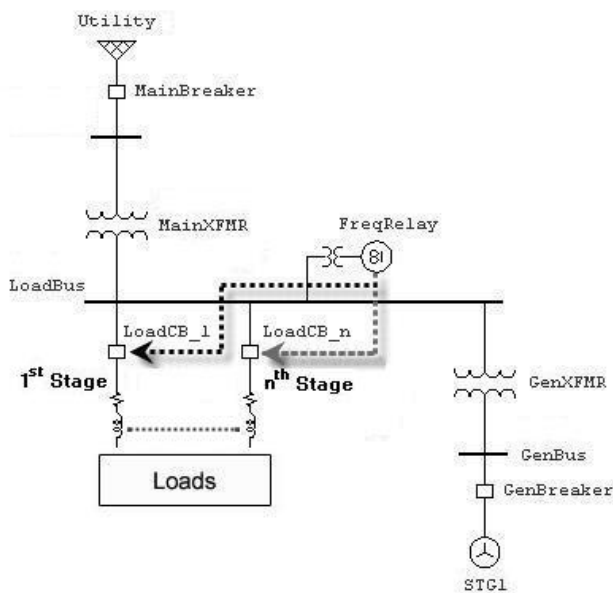 Utility
MainBreaker
MainXFMR
FreqRelay
81
LoadBus
LoadCB_1
LoadCB_n
1st Stage
nth Stage
GenXFMR
Loads
GenBus
GenBreaker
STG1